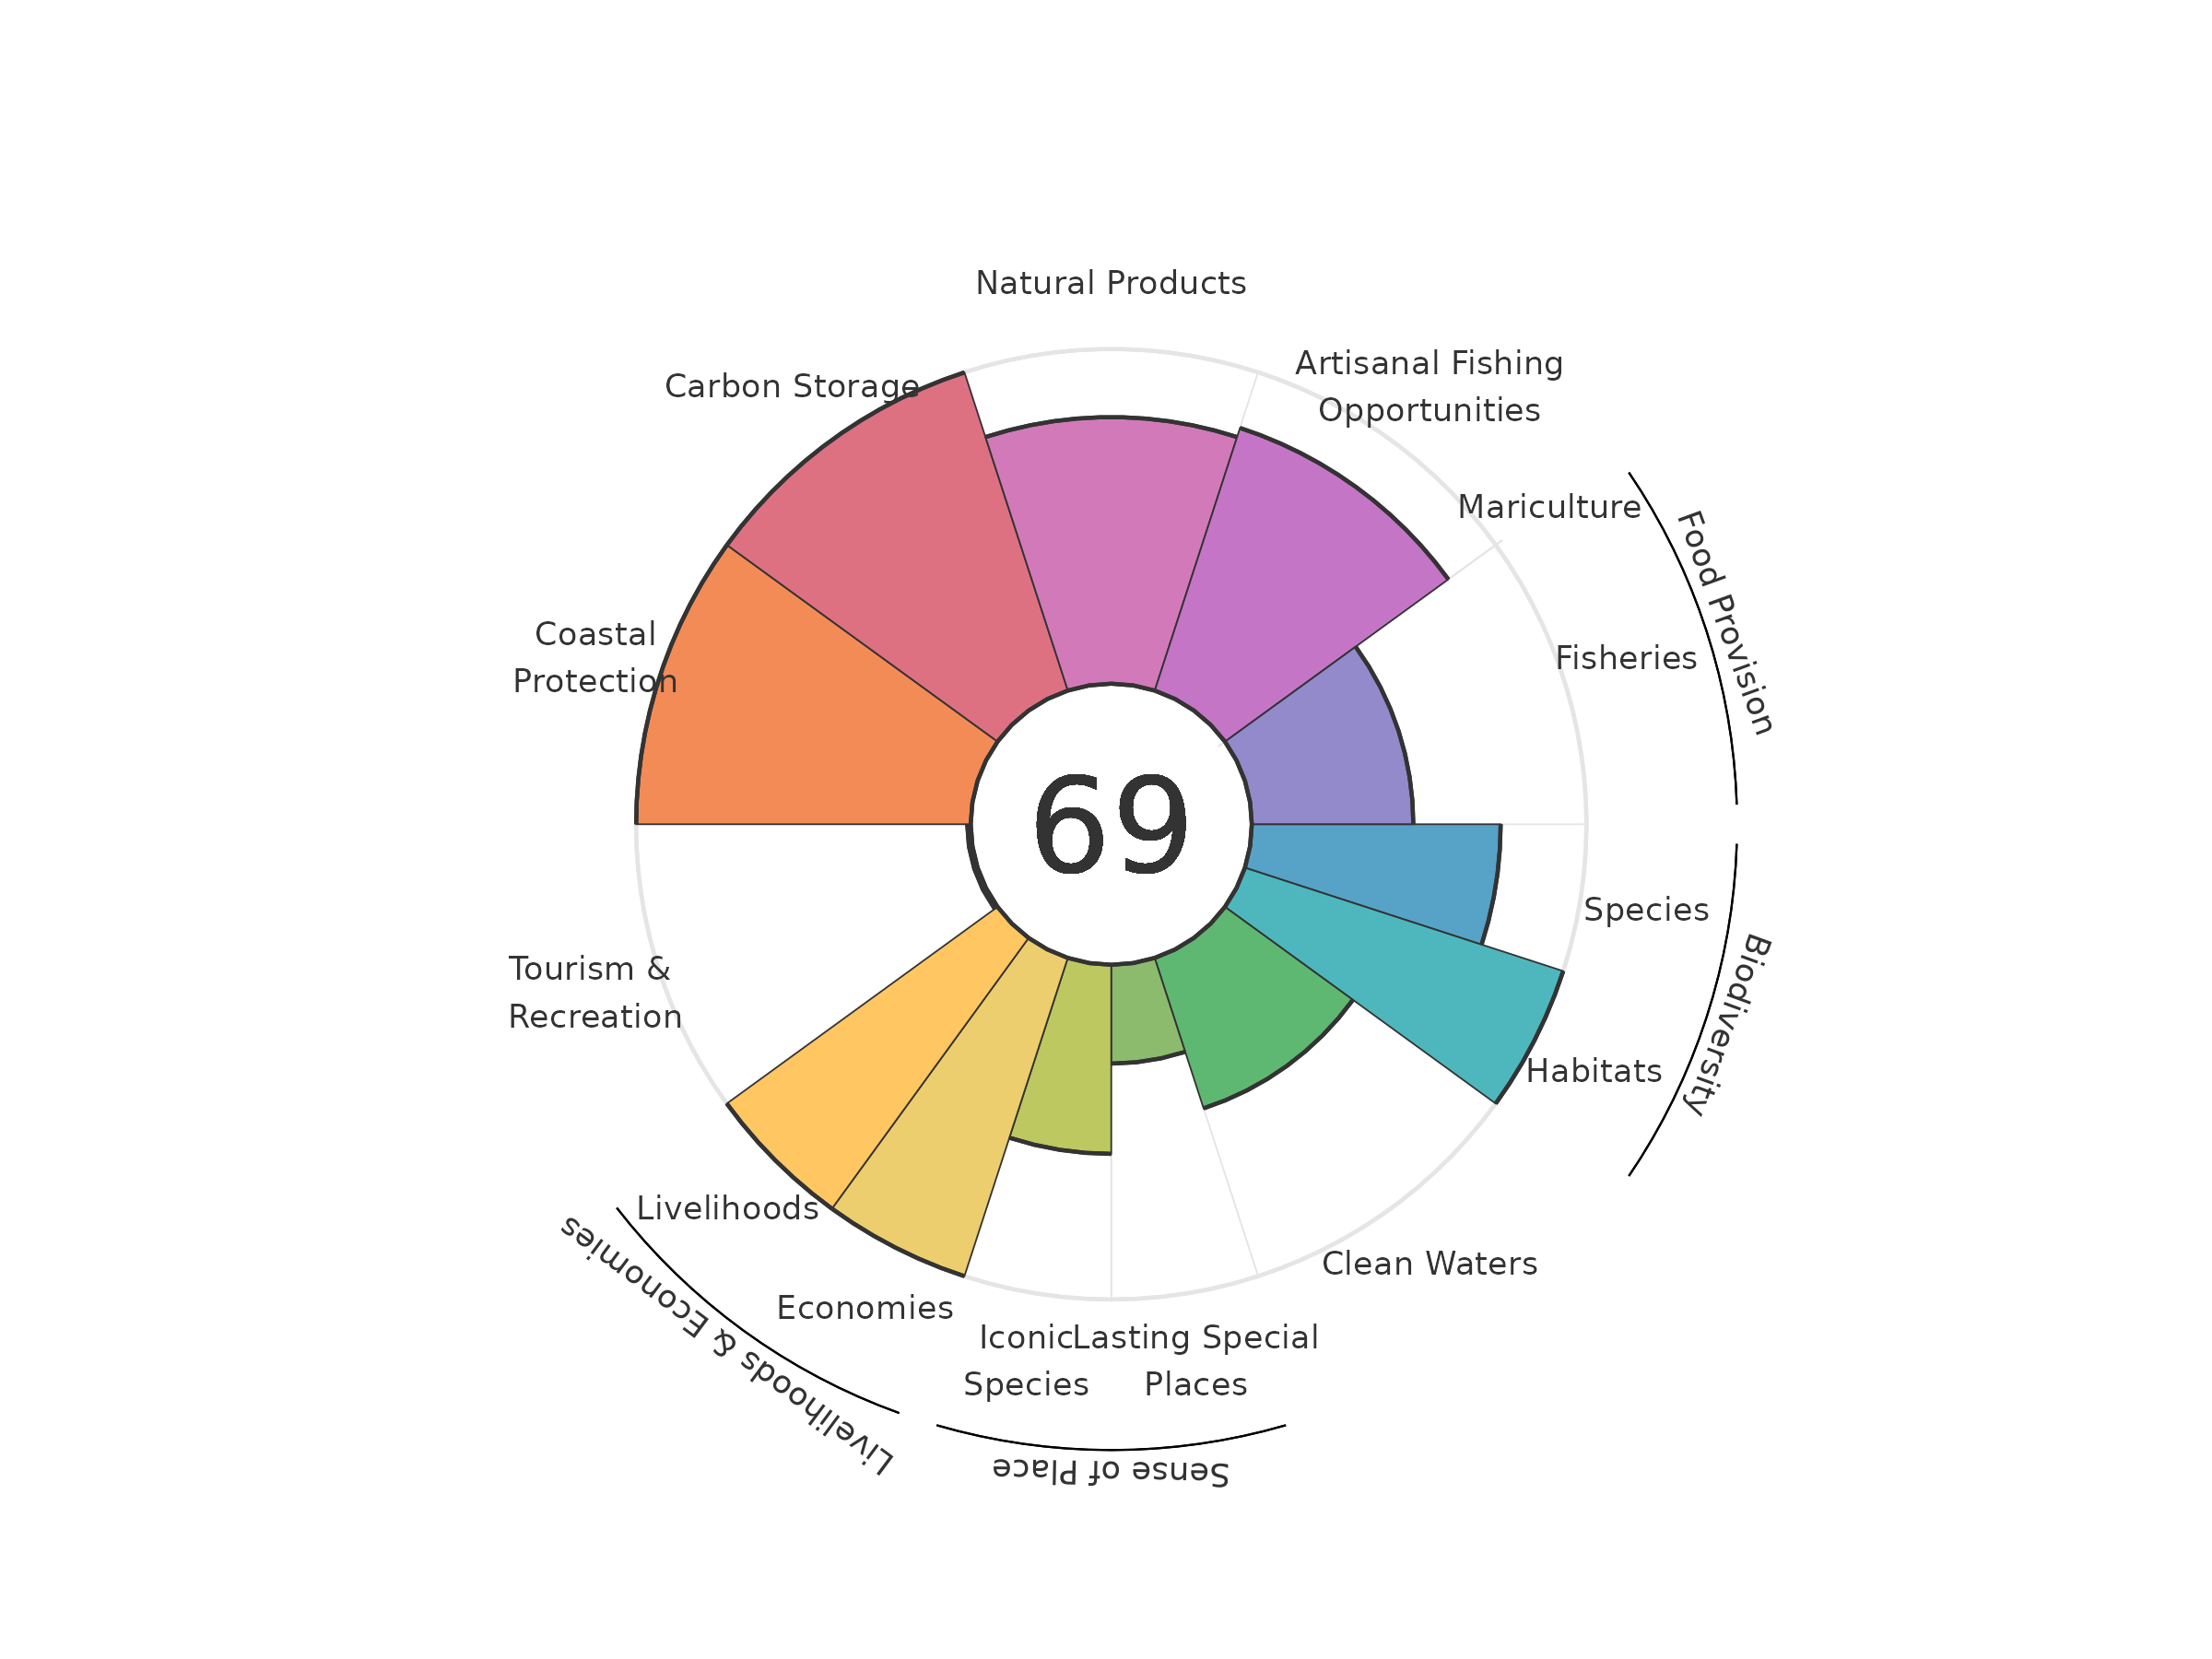 Natural Products
Artisanal Fishing
Opportunities
Carbon Storage
Mariculture
Food Provision
Coastal
Protection
Fisheries
69
Species
Biodiversity
Tourism &
Recreation
Habitats
Livelihoods
Clean Waters
Livelihoods & Economies
Economies
Iconic
Species
Lasting Special
Places
Sense of Place